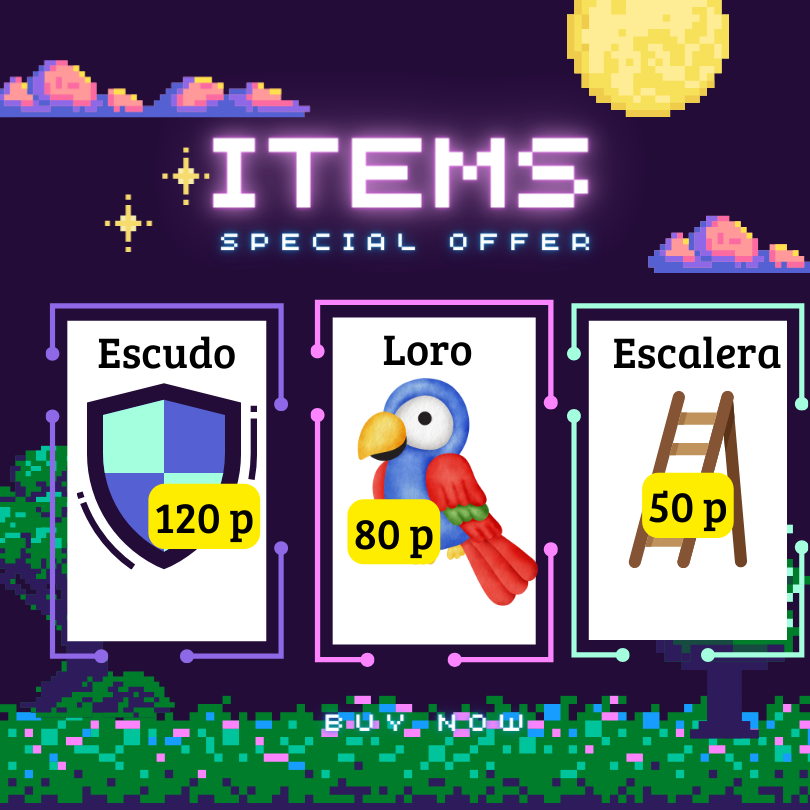 ITEMS
SPECIAL OFFER
Escudo
120 p
Loro
80 p
Escalera
50 p
BUY NOW